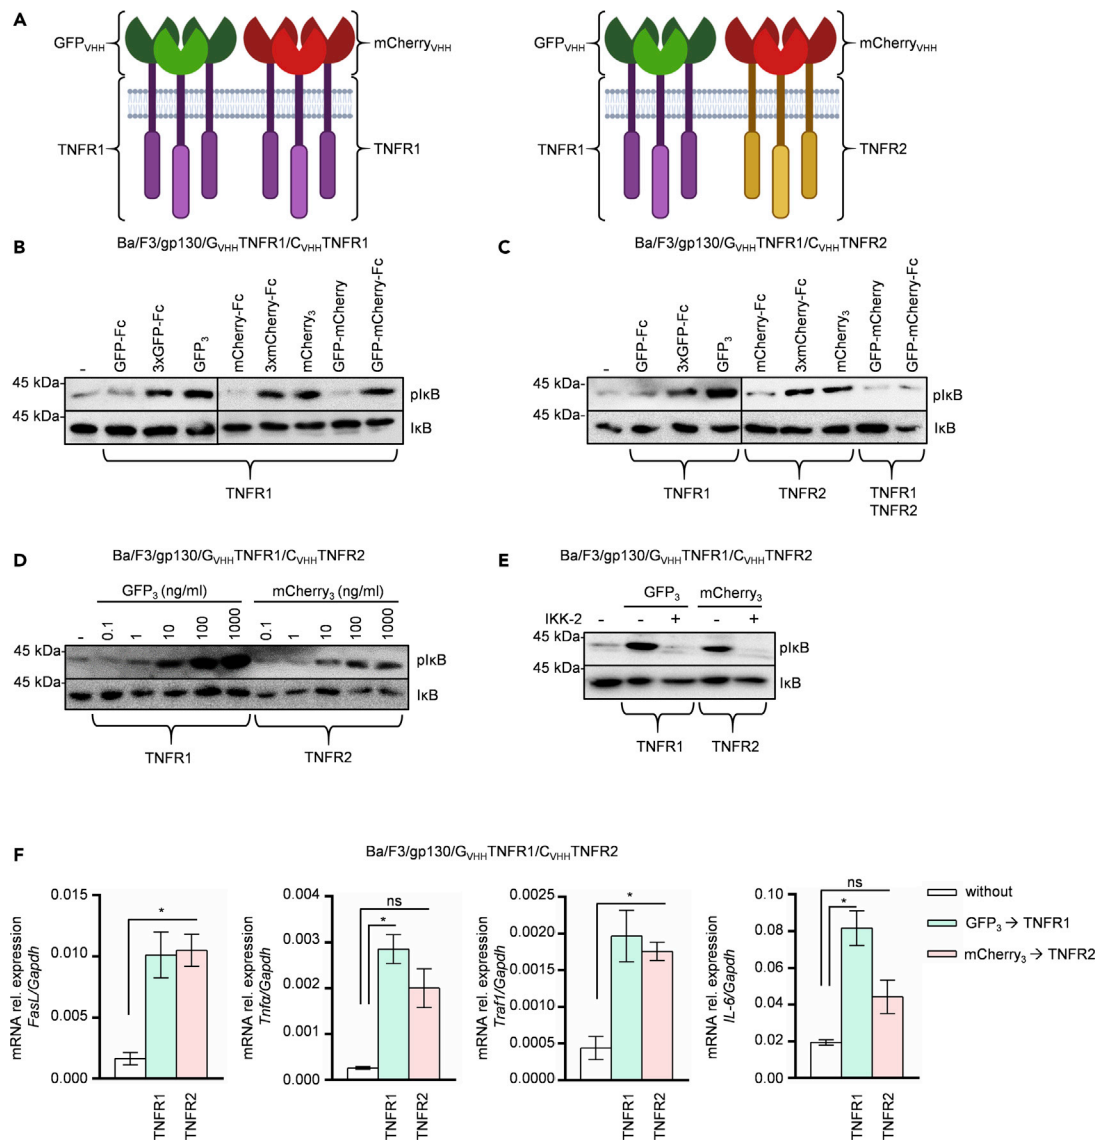 A
GFPVHH
mCherryVHH
GFPVHH
mCherryVHH
TNFR1
TNFR1
TNFR1
TNFR2
B
Ba/F3/gp130/GVHHTNFR1/CVHHTNFR1
-
GFP-Fc
3xGFP-Fc
GFP3
mCherry-Fc
3xmCherry-Fc
mCherry3
GFP-mCherry
GFP-mCherry-Fc
45 kDa-
pIκB
45 kDa-
IκB
TNFR1
C
Ba/F3/gp130/GVHHTNFR1/CVHHTNFR2
-
GFP-Fc
3xGFP-Fc
GFP3
mCherry-Fc
3xmCherry-Fc
mCherry3
GFP-mCherry
GFP-mCherry-Fc
45 kDa-
pIκB
45 kDa
IκB
TNFR1
TNFR2
TNFR1
TNFR2
D
Ba/F3/gp130/GVHHTNFR1/CVHHTNFR2
GFP3 (ng/ml)
mCherry3 (ng/ml)
- 0.1 1 10 100 1000 0.1 1 10 100 1000
45 kDa
pIκB
45 kDa-
IκB
TNFR1
TNFR2
E
Ba/F3/gp130/GVHHTNFR1/CVHHTNFR2
GFP3
mCherry3
IKK-2 - - + - +
45 kDa
pIκB
45 kDa-
IκB
TNFR1
TNFR2
F
Ba/F3/gp130/GVHHTNFR1/CVHHTNFR2
mRNA rel. expression
FasL/Gapdh
0.015
0.010
0.005
0.000
*
TNFR1
TNFR2
mRNA rel. expression
Tnfα/Gapdh
0.004
0.003
0.002
0.001
0.000
ns
*
TNFR1
TNFR2
mRNA rel. expression
Traf1/Gapdh
0.0025
0.0020
0.0015
0.0010
0.0005
0.0000
*
TNFR1
TNFR2
mRNA rel. expression
IL-6/Gapdh
0.10
0.08
0.06
0.04
0.02
0.00
ns
*
TNFR1
TNFR2
without
GFP3 → TNFR1
mCherry3 → TNFR2